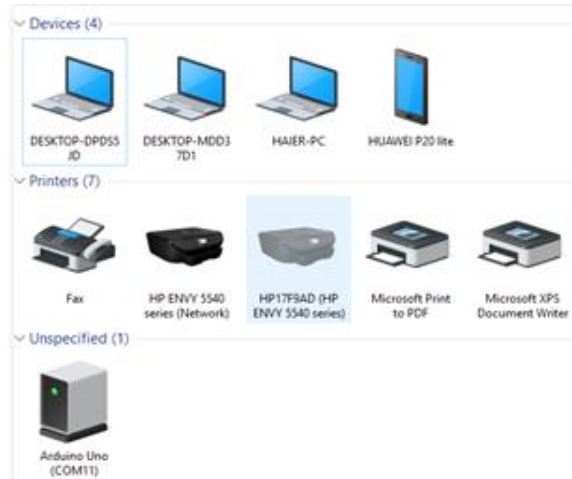 Devices (4)
DESKTOP-DPDS5
JD
DESKTOP-MDD3
7D1
HAIER-PC
HUAWEI P20 lite
Printers (7)
Fax
HP ENVY 5540
series (Network)
HP17F9AD (HP
ENVY 5540 series)
Microsoft Print
to PDF
Microsoft XPS
Document Writer
Unspecified (1)
Arduino Uno
(COM11)